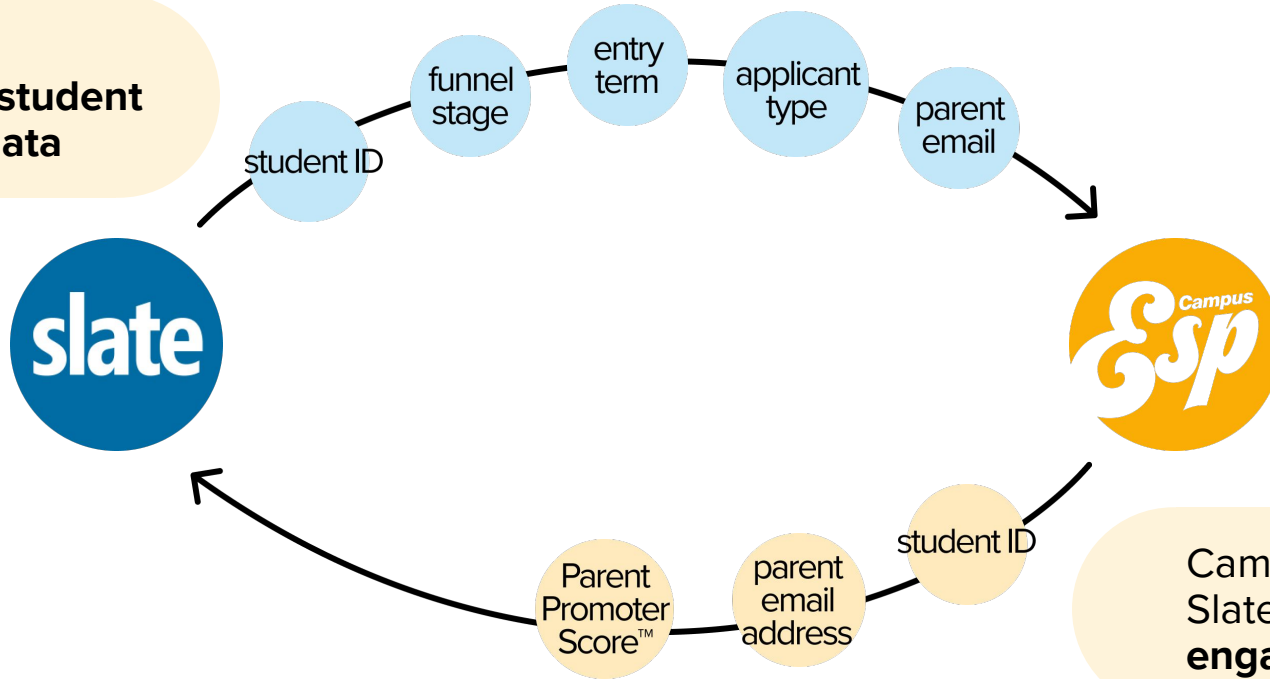 student
ata
student ID
funnel
stage
entry
term
applicant
type
parent
email
slate
Campus
Esp
student ID
parent
email
address
Parent
Promoter
Score™
Cam
Slate
enga